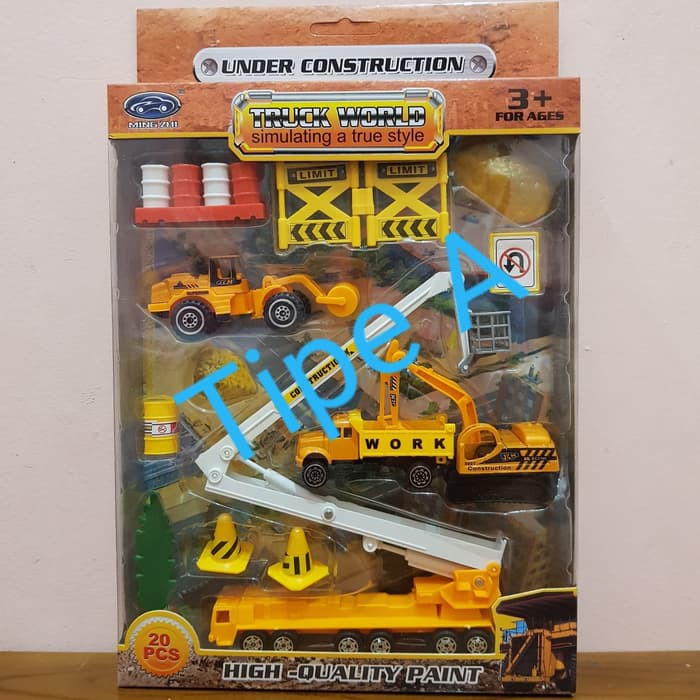 UNDER CONSTRUCTION
MING ZHI
TRUCK WORLD
simulating a true style
3+
FOR AGES
LIMIT
LIMIT
Tipe A
CONSTRUCTION
WORK
Construction
20
PCS
HIGH -QUALITY PAINT